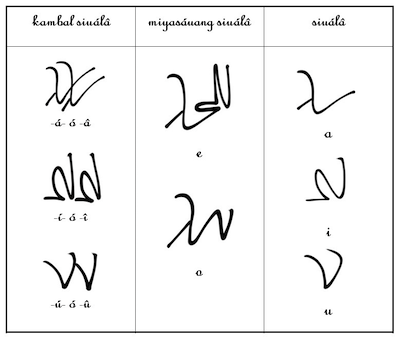 kambal siuálâ
miyasáuang siuálâ
siuálâ
-á- ó -â
-í- ó -î
-ú- ó -û
e
o
a
i
u